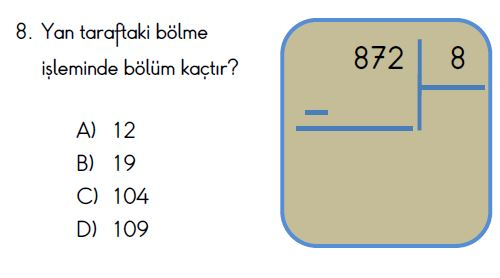 8. Yan taraftaki bölme
işleminde bölüm kaçtır?
A) 12
B) 19
C) 104
D) 109
872 8